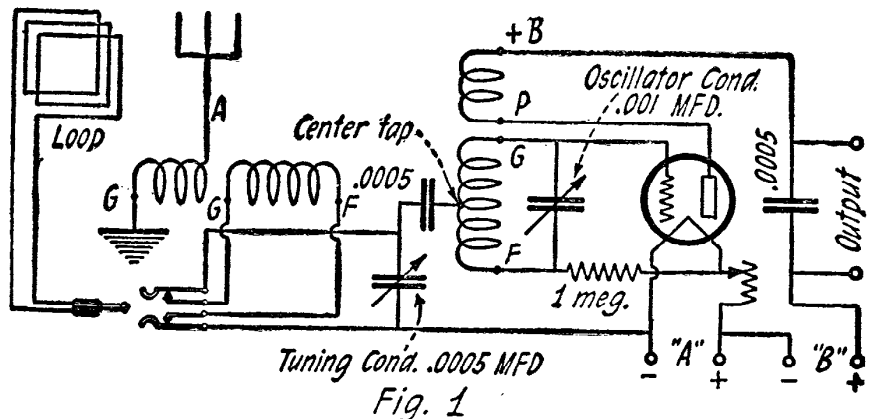 +B
Oscillator Cond.
.001 MFD.
A
P
Loop
Center tap
G
.0005
.0005
Output
G
G
F
F
1 meg.
Tuning Cond. .0005 MFD
- "A" + - "B" +
Fig. 1